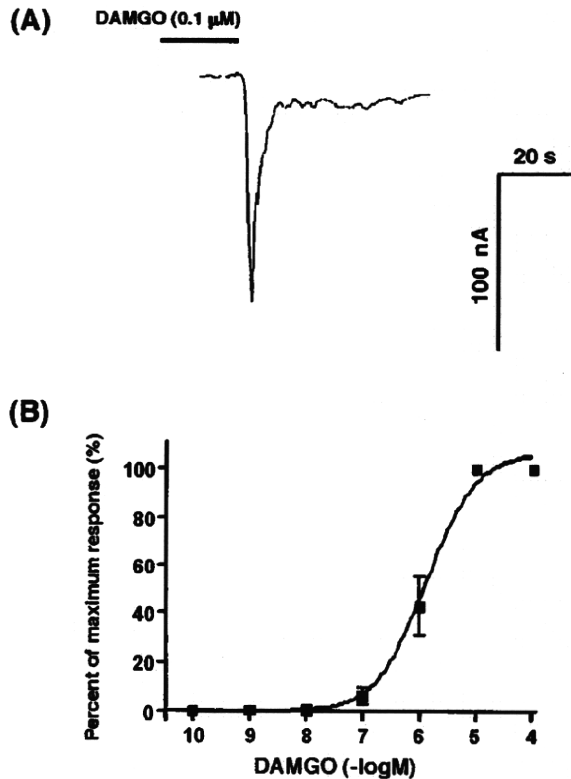 (A)
DAMGO (0.1 µM)
20 s
100 nA
(B)
Percent of maximum response (%)
100
80
60
40
20
0
10 9 8 7 6 5 4
DAMGO (-logM)